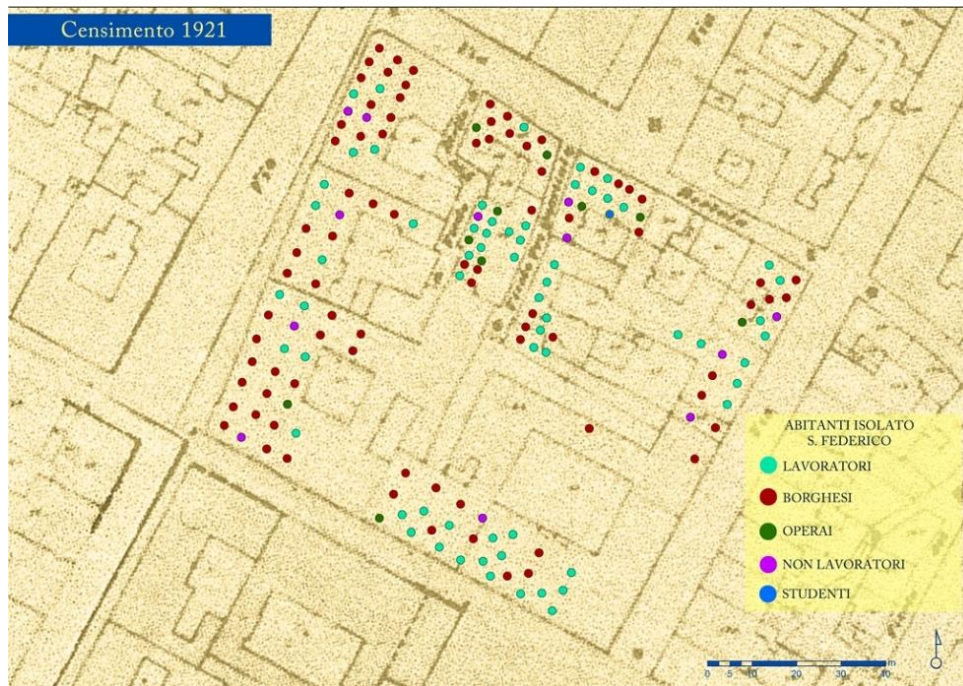 Censimento 1921
ABITANTI ISOLATO
S. FEDERICO
LAVORATORI
BORGHESI
OPERAI
NON LAVORATORI
STUDENTI
m
0 5 10 20 30 40